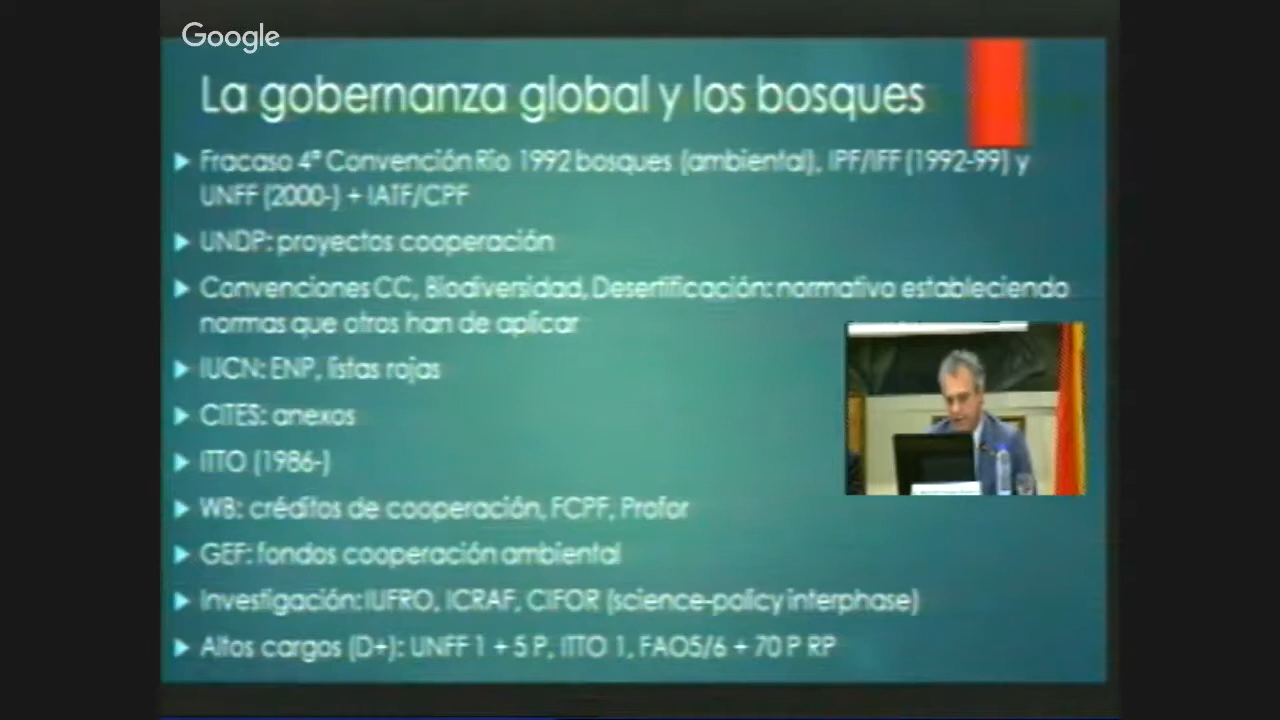 Google
La gobernanza global y los bosques
Fracaso 4ª Convención Rio 1992 bosques (ambiental), IPF/IFF (1992-99) y
UNFF (2000-) + IATF/CPF
UNDP: proyectos cooperación
Convenciones CC, Biodiversidad, Desertificación: normativo estableciendo
normas que otros han de aplicar
IUCN: ENP, listas rojas
CITES: anexos
ITTO (1986-)
WB: créditos de cooperación, FCPF, Profor
GEF: fondos cooperación ambiental
Investigación: IUFRO, ICRAF, CIFOR (science-policy interphase)
Altos cargos (D+): UNFF 1 + 5 P, ITTO 1, FAO5/6 + 70 P RP